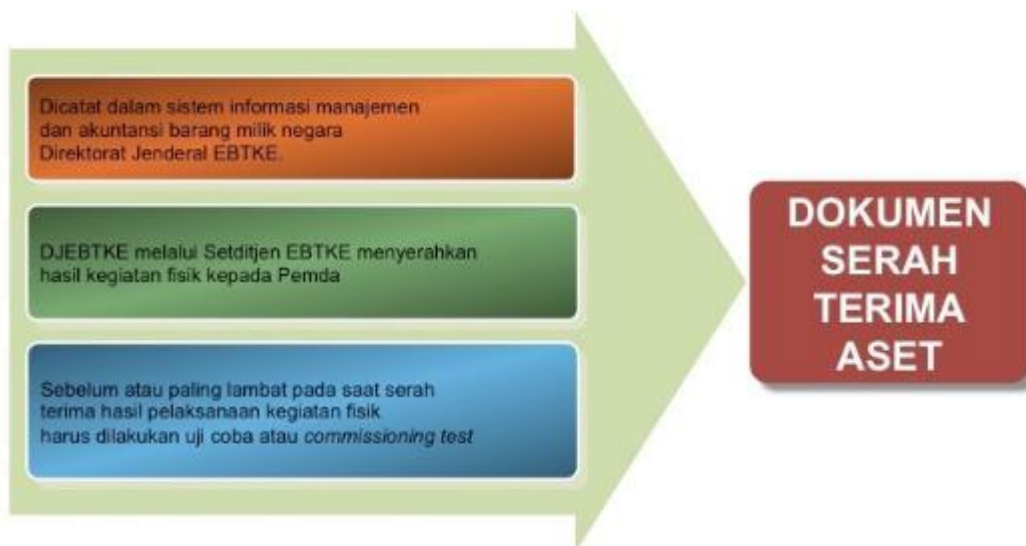 Dicatat dalam sistem informasi manajemen
dan akuntansi barang milik negara
Direktorat Jenderal EBTKE.
DJEBTKE melalui Setditjen EBTKE menyerahkan
hasil kegiatan fisik kepada Pemda
Sebelum atau paling lambat pada saat serah
terima hasil pelaksanaan kegiatan fisik
harus dilakukan uji coba atau commissioning test
DOKUMEN
SERAH
TERIMA
ASET